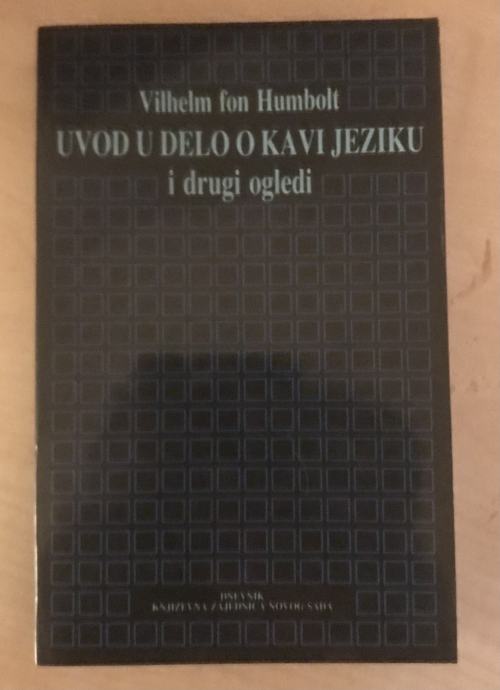 Vilhelm fon Humbolt
UVOD U DELO O KAVI JEZIKU
i drugi ogledi
DNEVNIK
KNJIŽEVNA ZAJEDNICA NOVOG SADA